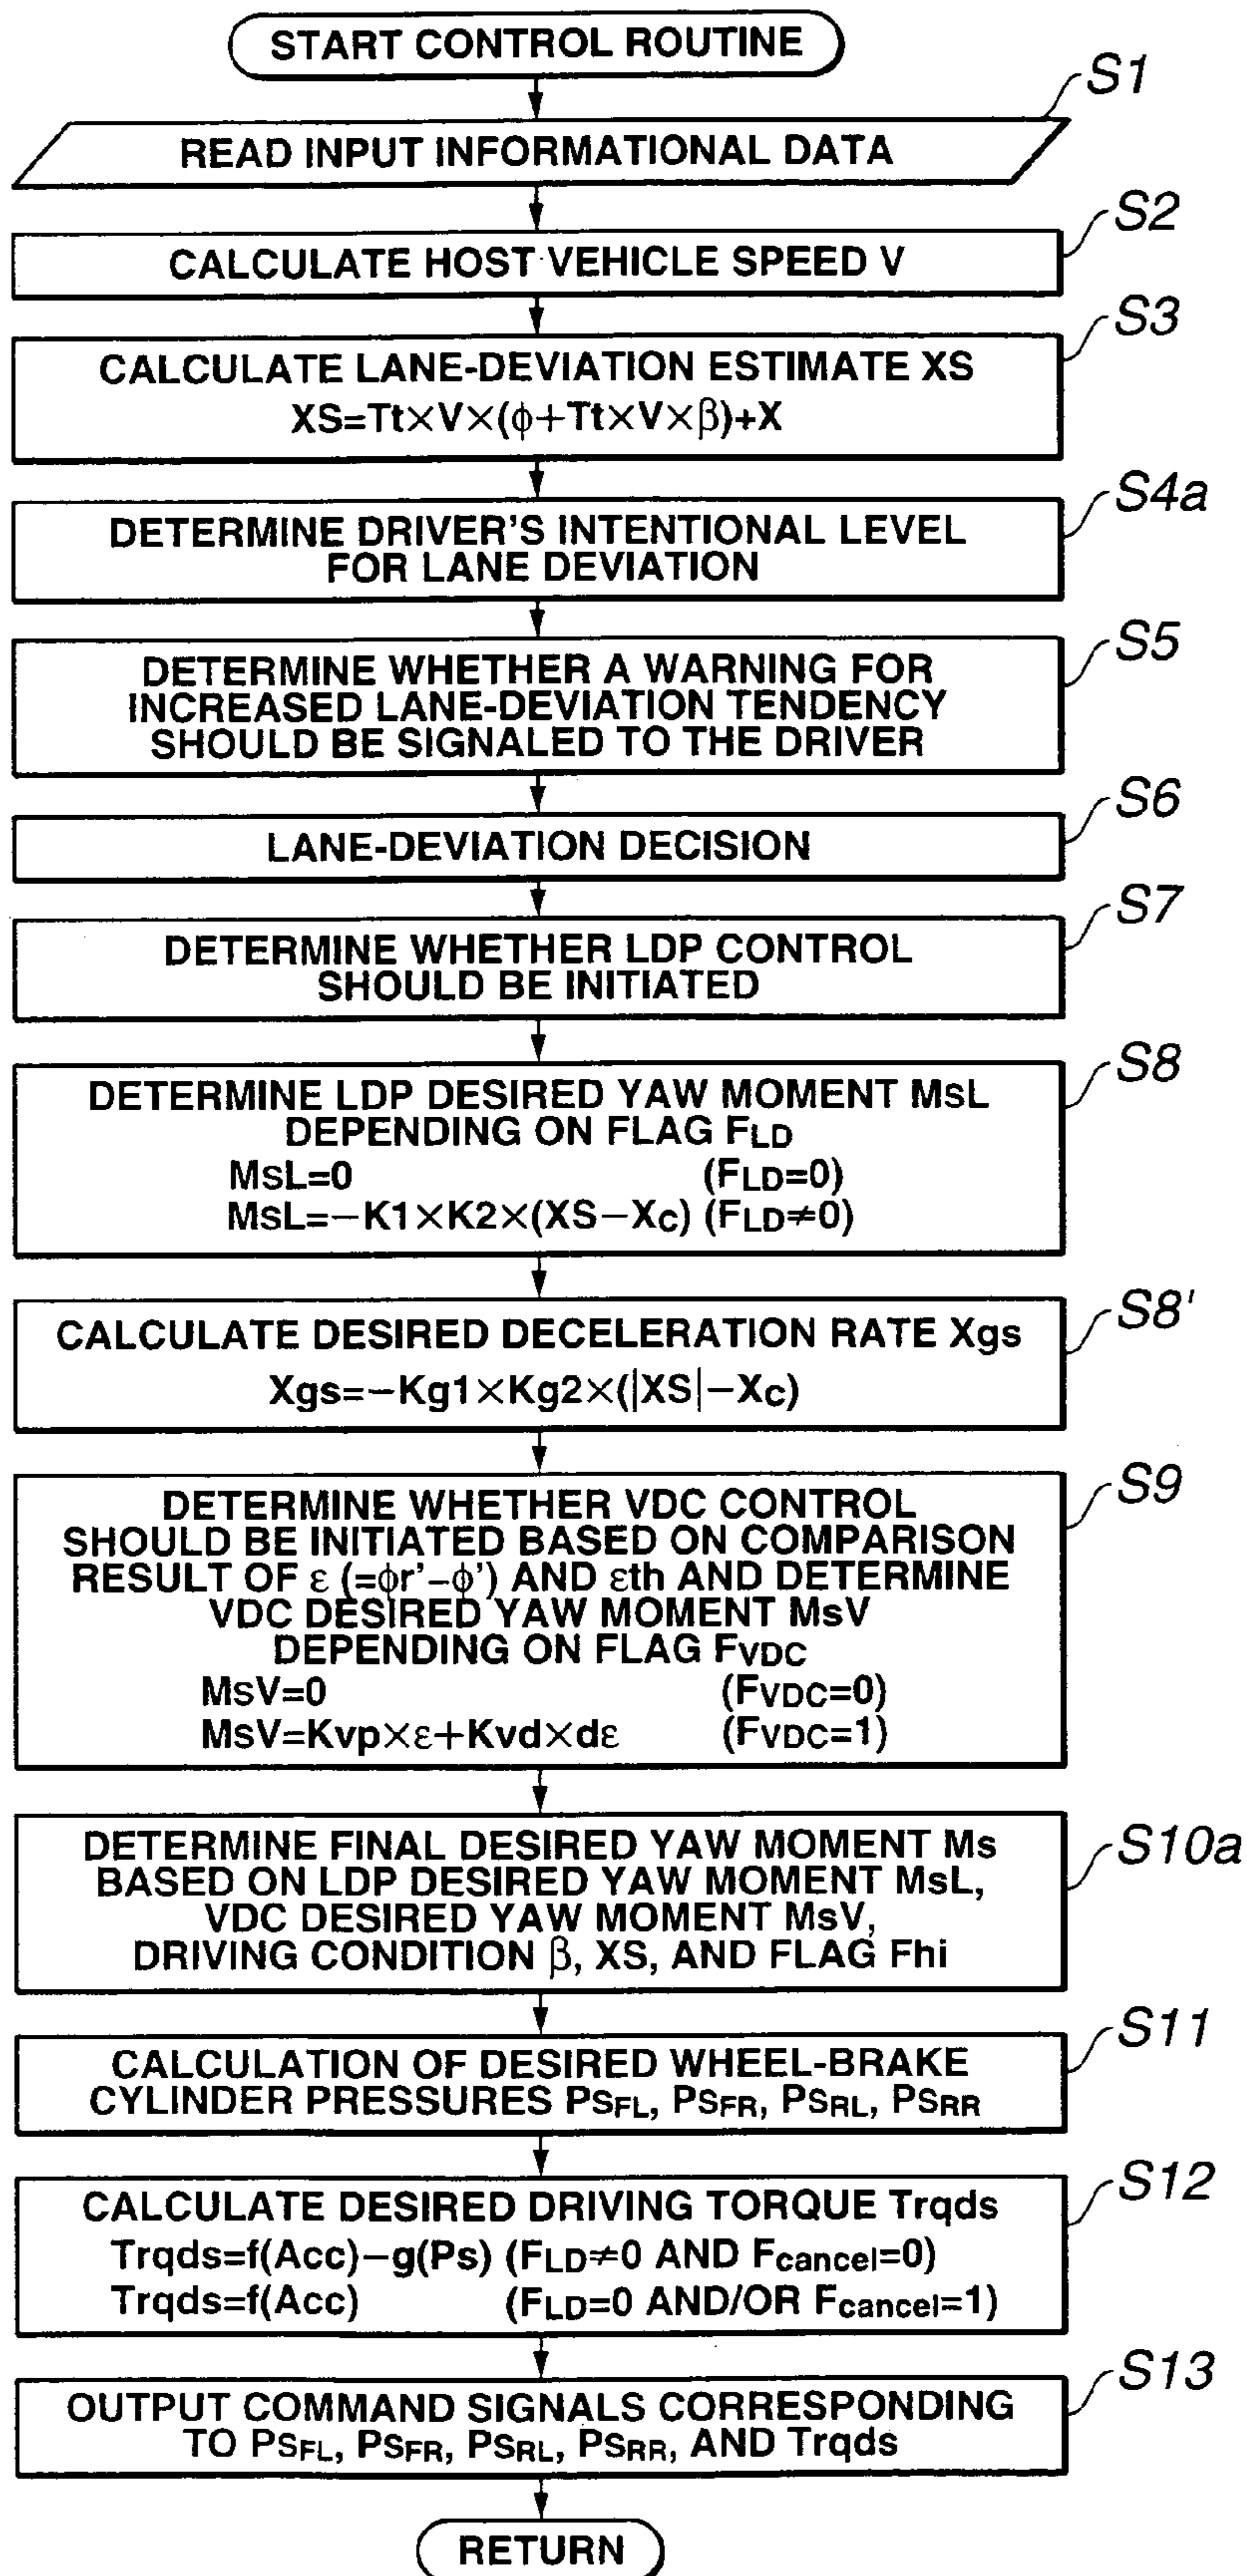 START CONTROL ROUTINE
S1
READ INPUT INFORMATIONAL DATA
S2
CALCULATE HOST VEHICLE SPEED V
S3
CALCULATE LANE-DEVIATION ESTIMATE XS
XS=Tt×V×(ϕ+Tt×V×β)+X
S4a
DETERMINE DRIVER'S INTENTIONAL LEVEL
FOR LANE DEVIATION
S5
DETERMINE WHETHER A WARNING FOR
INCREASED LANE-DEVIATION TENDENCY
SHOULD BE SIGNALED TO THE DRIVER
S6
LANE-DEVIATION DECISION
S7
DETERMINE WHETHER LDP CONTROL
SHOULD BE INITIATED
S8
DETERMINE LDP DESIRED YAW MOMENT MsL
DEPENDING ON FLAG FLD
MsL=0 (FLD=0)
MsL=−K1×K2×(XS−Xc) (FLD≠0)
S8'
CALCULATE DESIRED DECELERATION RATE Xgs
Xgs=−Kg1×Kg2×(|XS|−Xc)
S9
DETERMINE WHETHER VDC CONTROL
SHOULD BE INITIATED BASED ON COMPARISON
RESULT OF ε (=ϕr'−ϕ') AND εth AND DETERMINE
VDC DESIRED YAW MOMENT MsV
DEPENDING ON FLAG FVDC
MsV=0 (FVDC=0)
MsV=Kvp×ε+Kvd×dε (FVDC=1)
S10a
DETERMINE FINAL DESIRED YAW MOMENT Ms
BASED ON LDP DESIRED YAW MOMENT MsL,
VDC DESIRED YAW MOMENT MsV,
DRIVING CONDITION β, XS, AND FLAG Fhi
S11
CALCULATION OF DESIRED WHEEL-BRAKE
CYLINDER PRESSURES PSFL, PSFR, PSRL, PSRR
S12
CALCULATE DESIRED DRIVING TORQUE Trqds
Trqds=f(Acc)−g(Ps) (FLD≠0 AND Fcancel=0)
Trqds=f(Acc) (FLD=0 AND/OR Fcancel=1)
S13
OUTPUT COMMAND SIGNALS CORRESPONDING
TO PSFL, PSFR, PSRL, PSRR, AND Trqds
RETURN